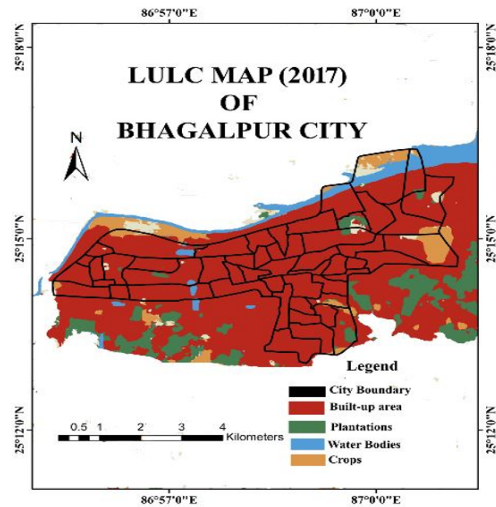 86°57'0"E 87°0'0"E
25°18'0"N 25°18'0"N
LULC MAP (2017)
OF
BHAGALPUR CITY
N
25°15'0"N 25°15'0"N
Legend
City Boundary
Built-up area
Plantations
Water Bodies
Crops
0.5 1 2 3 4
Kilometers
25°12'0"N 25°12'0"N
86°57'0"E 87°0'0"E